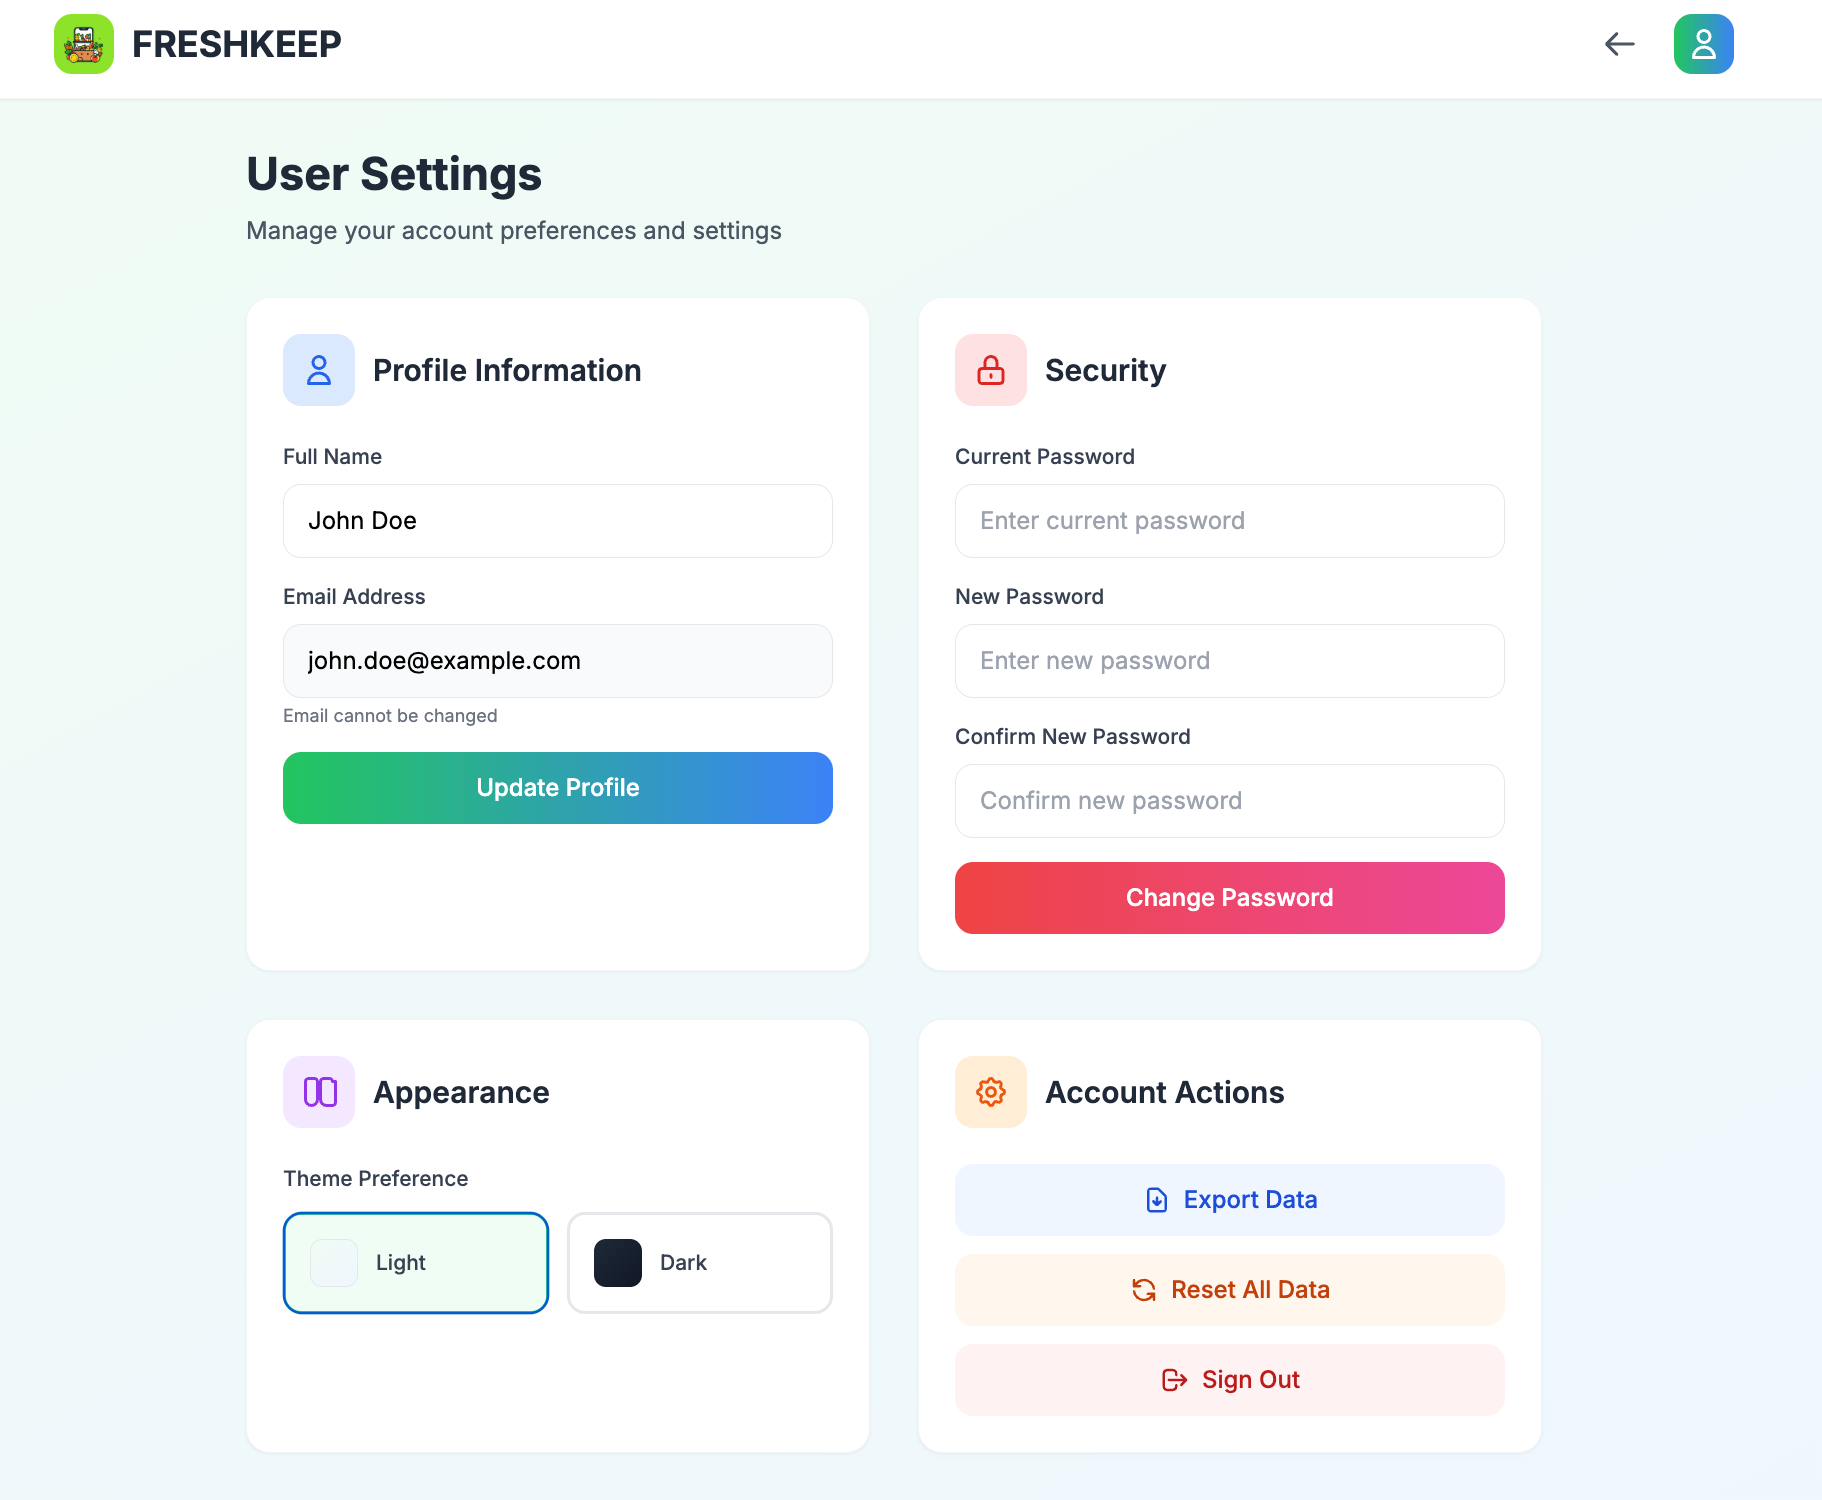 FRESHKEEP
User Settings
Manage your account preferences and settings
Profile Information
Full Name
John Doe
Email Address
john.doe@example.com
Email cannot be changed
Update Profile
Security
Current Password
Enter current password
New Password
Enter new password
Confirm New Password
Confirm new password
Change Password
Appearance
Theme Preference
Light
Dark
Account Actions
Export Data
Reset All Data
Sign Out